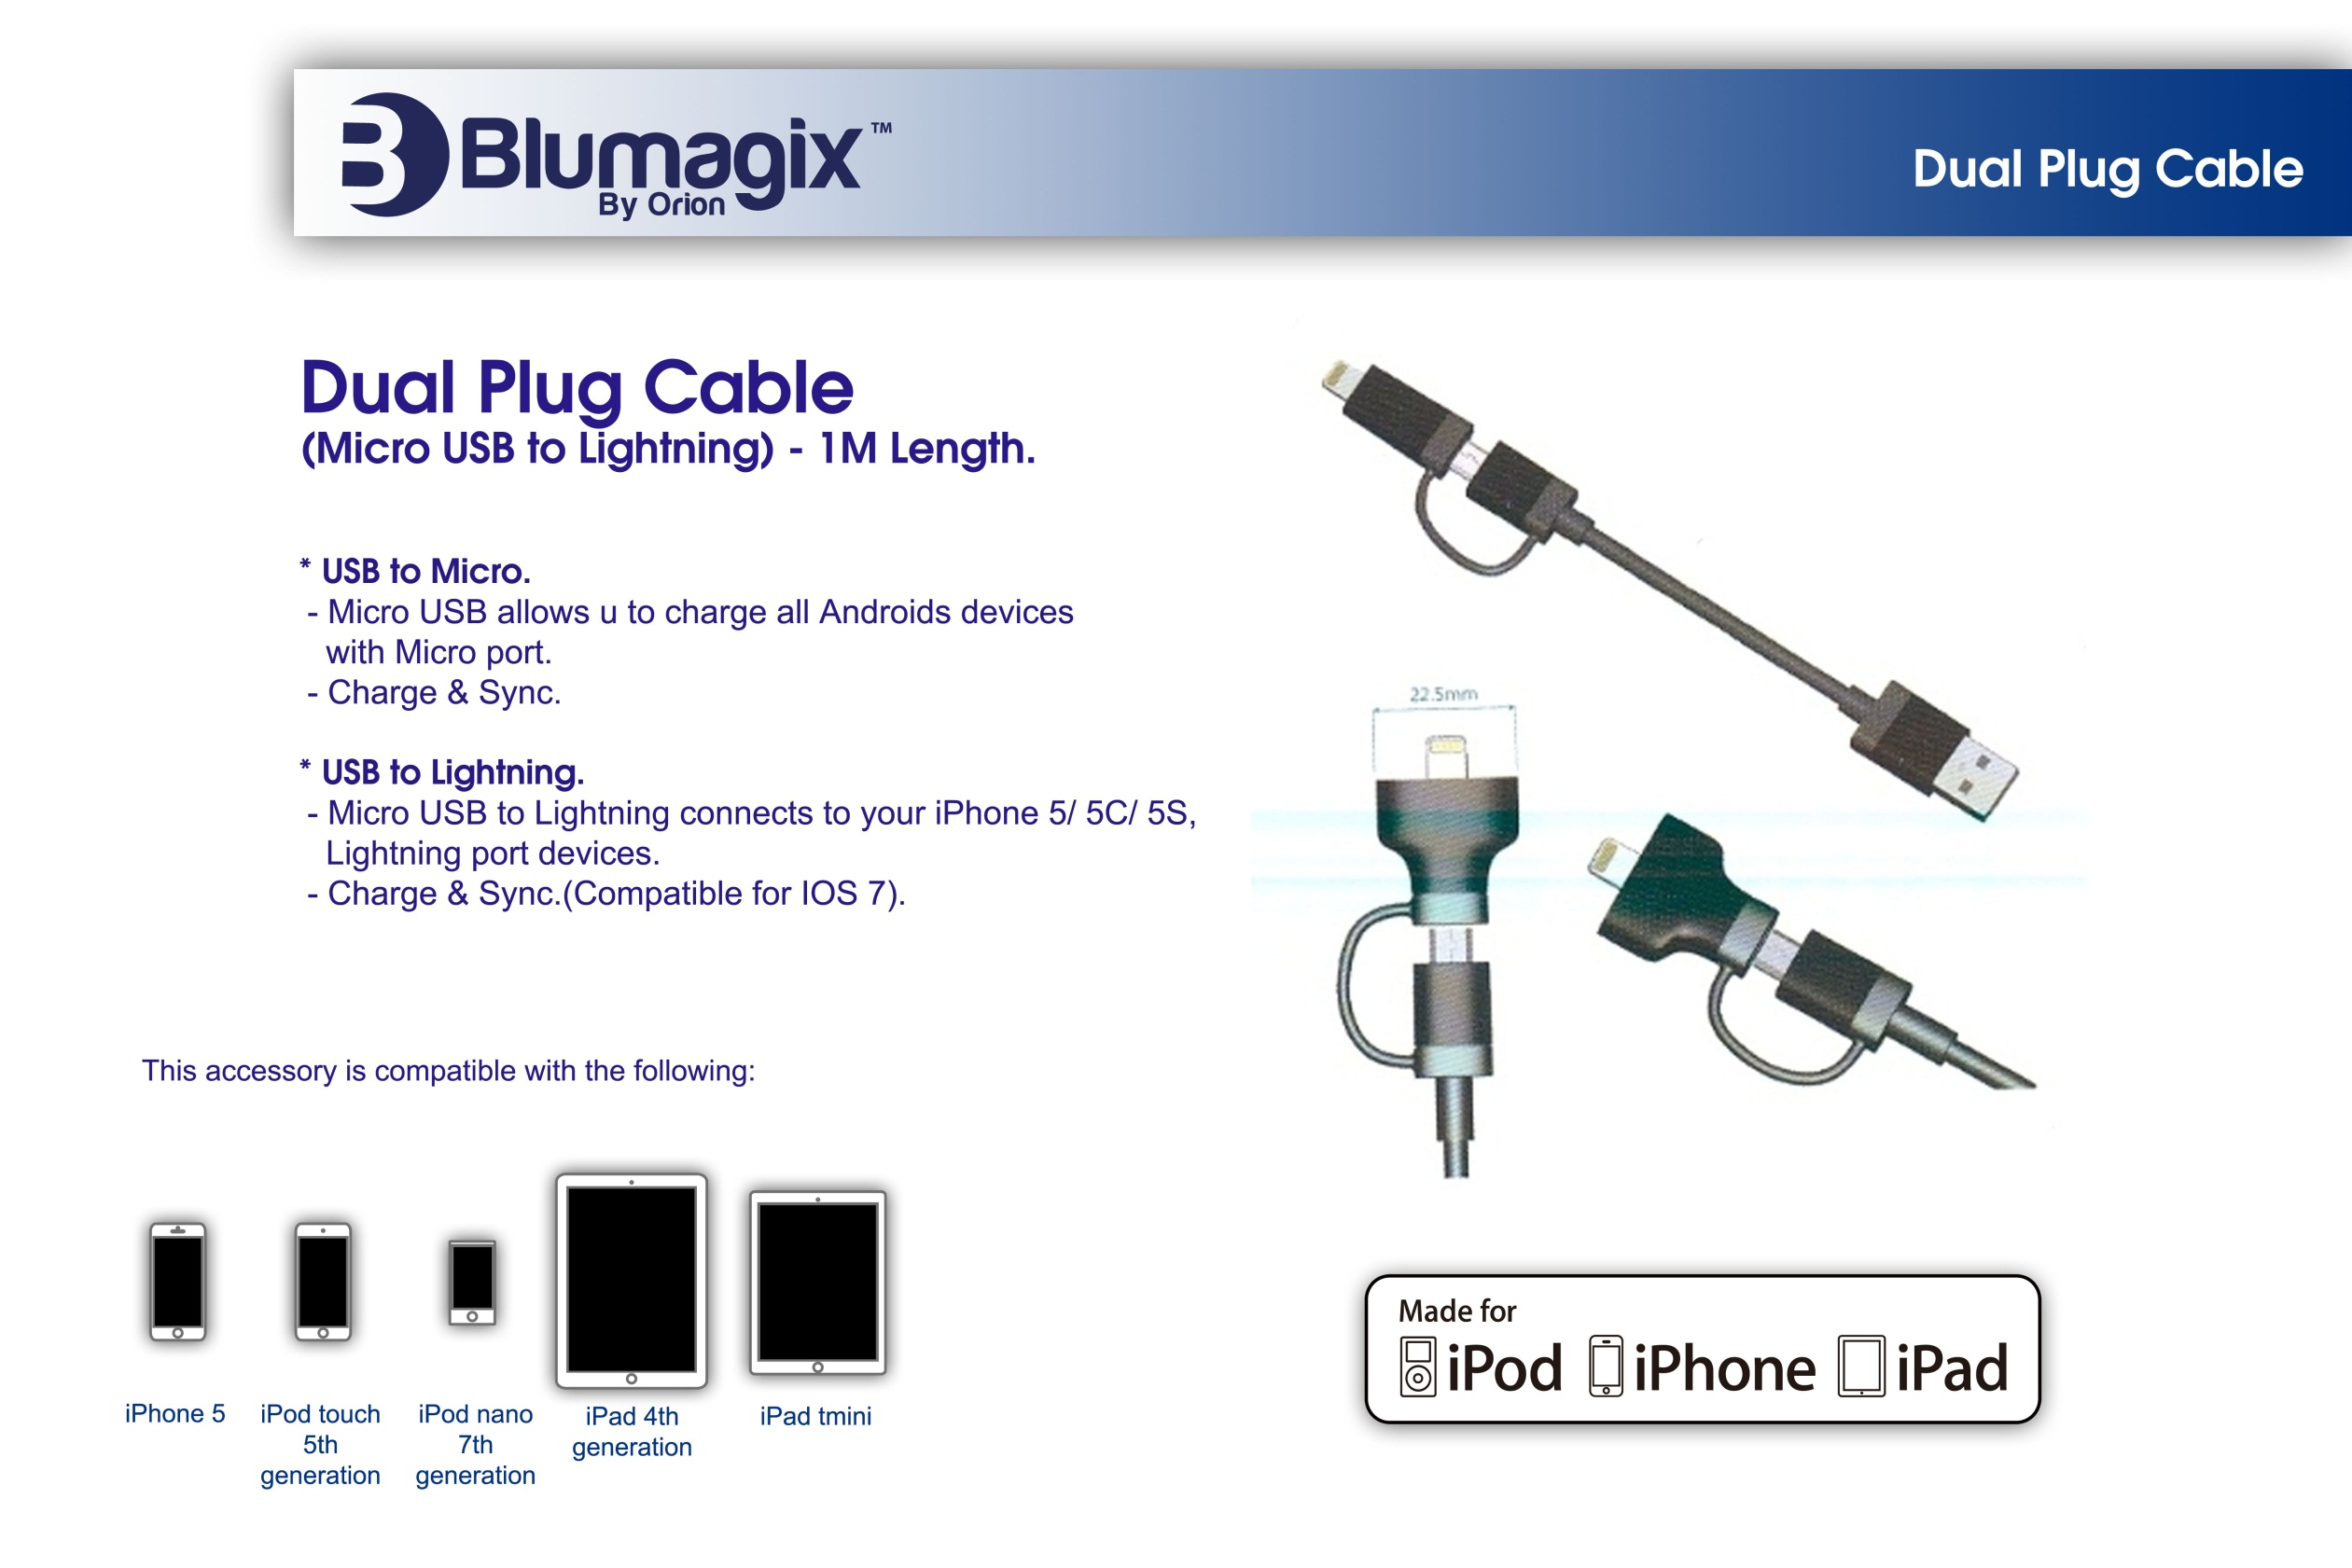 Blumagix™
By Orion
Dual Plug Cable
Dual Plug Cable
(Micro USB to Lightning) - 1M Length.
* USB to Micro.
- Micro USB allows u to charge all Androids devices
with Micro port.
- Charge & Sync.
* USB to Lightning.
- Micro USB to Lightning connects to your iPhone 5/ 5C/ 5S,
Lightning port devices.
- Charge & Sync.(Compatible for IOS 7).
22.5mm
This accessory is compatible with the following:
iPhone 5
iPod touch
5th
generation
iPod nano
7th
generation
iPad 4th
generation
iPad tmini
Made for
iPod iPhone iPad